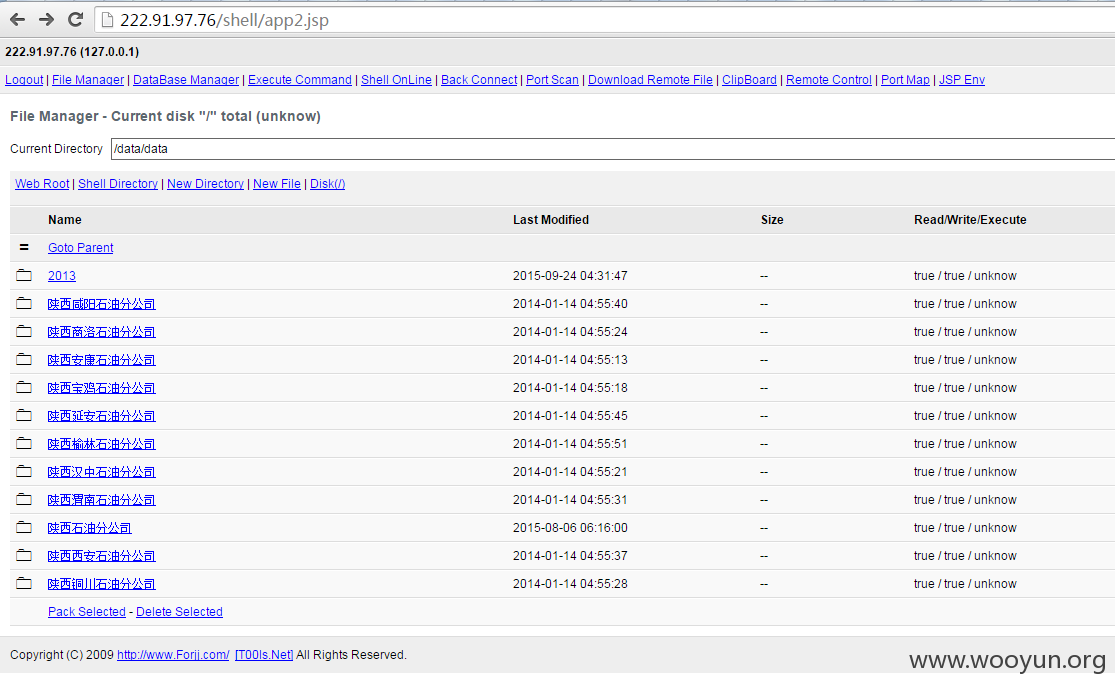 222.91.97.76/shell/app2.jsp
222.91.97.76 (127.0.0.1)
Logout | File Manager | DataBase Manager | Execute Command | Shell OnLine | Back Connect | Port Scan | Download Remote File | ClipBoard | Remote Control | Port Map | JSP Env
File Manager - Current disk "/" total (unknow)
Current Directory /data/data
Web Root | Shell Directory | New Directory | New File | Disk(/)
Name Last Modified Size Read/Write/Execute
= Goto Parent
2013 2015-09-24 04:31:47 -- true / true / unknow
陕西咸阳石油分公司 2014-01-14 04:55:40 -- true / true / unknow
陕西商洛石油分公司 2014-01-14 04:55:24 -- true / true / unknow
陕西安康石油分公司 2014-01-14 04:55:13 -- true / true / unknow
陕西宝鸡石油分公司 2014-01-14 04:55:18 -- true / true / unknow
陕西延安石油分公司 2014-01-14 04:55:45 -- true / true / unknow
陕西榆林石油分公司 2014-01-14 04:55:51 -- true / true / unknow
陕西汉中石油分公司 2014-01-14 04:55:21 -- true / true / unknow
陕西渭南石油分公司 2014-01-14 04:55:31 -- true / true / unknow
陕西石油分公司 2015-08-06 06:16:00 -- true / true / unknow
陕西西安石油分公司 2014-01-14 04:55:37 -- true / true / unknow
陕西铜川石油分公司 2014-01-14 04:55:28 -- true / true / unknow
Pack Selected - Delete Selected
Copyright (C) 2009 http://www.Forjj.com/ [T00ls.Net] All Rights Reserved.
www.wooyun.org